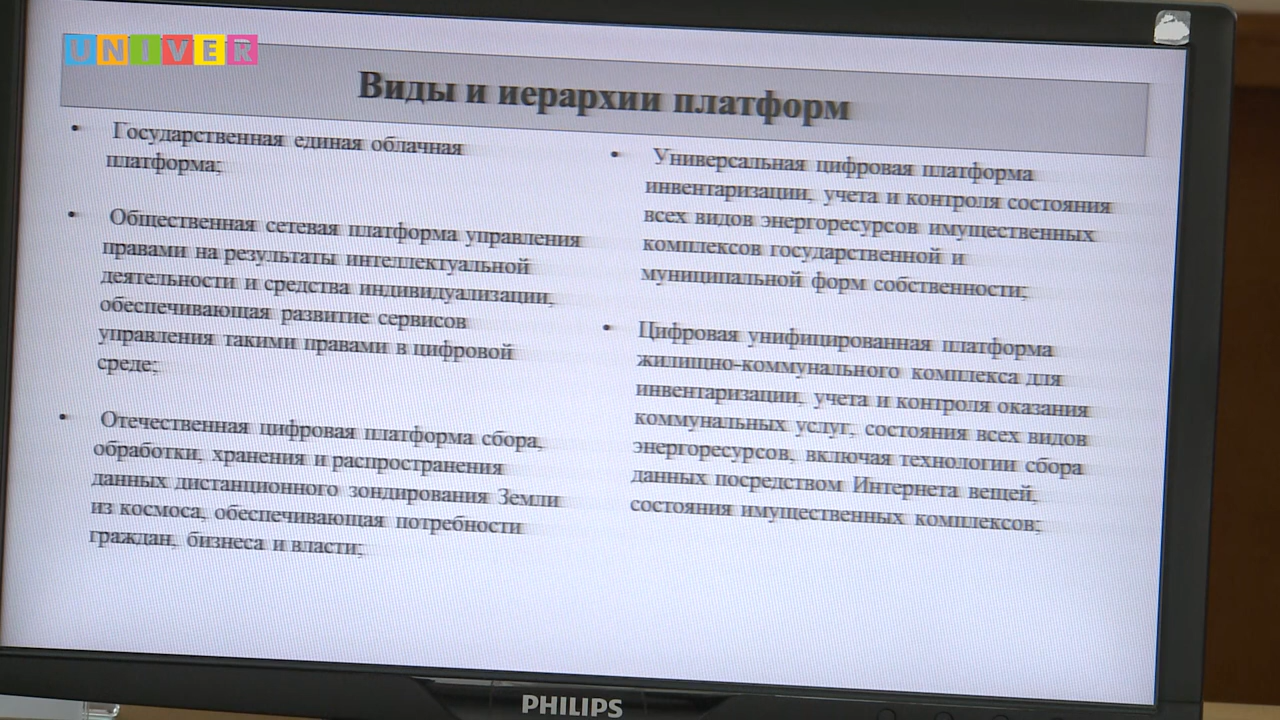 UNIVER
Виды и иерархии платформ
• Государственная единая облачная
платформа;
• Общественная сетевая платформа управления
правами на результаты интеллектуальной
деятельности и средства индивидуализации,
обеспечивающая развитие сервисов
управления такими правами в цифровой
среде;
• Отечественная цифровая платформа сбора,
обработки, хранения и распространения
данных дистанционного зондирования Земли
из космоса, обеспечивающая потребности
граждан, бизнеса и власти;
• Универсальная цифровая платформа
инвентаризации, учета и контроля состояния
всех видов энергоресурсов имущественных
комплексов государственной и
муниципальной форм собственности;
• Цифровая унифицированная платформа
жилищно-коммунального комплекса для
инвентаризации, учета и контроля оказания
коммунальных услуг, состояния всех видов
энергоресурсов, включая технологии сбора
данных посредством Интернета вещей,
состояния имущественных комплексов;
PHILIPS